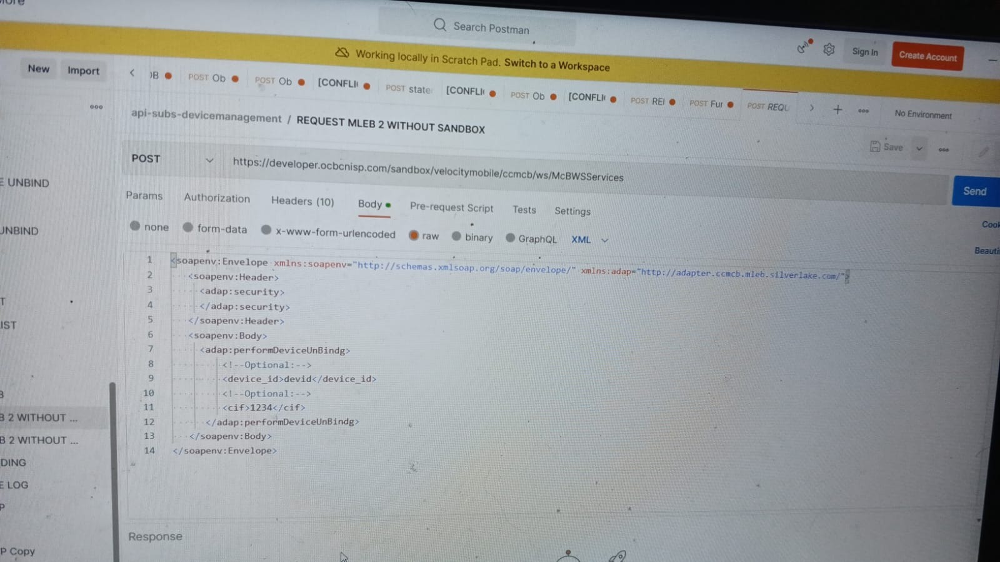 Search Postman
Working locally in Scratch Pad. Switch to a Workspace
Sign In
Create Account
New
Import
POST Ob
POST Ob
[CONFLI
POST state
[CONFLI
POST Ob
[CONFLI
POST REI
POST Fur
POST REQU
No Environment
api-subs-devicemanagement / REQUEST MLEB 2 WITHOUT SANDBOX
Save
POST
https://developer.ocbcnisp.com/sandbox/velocitymobile/ccmcb/ws/McBWSServices
Send
Params
Authorization
Headers (10)
Body
Pre-request Script
Tests
Settings
Cook
none
form-data
x-www-form-urlencoded
raw
binary
GraphQL
XML
Beauti
1 <soapenv:Envelope xmlns:soapenv="http://schemas.xmlsoap.org/soap/envelope/" xmlns:adap="http://adapter.ccmcb.mleb.silverlake.com/">
2 <soapenv:Header>
3 <adap:security>
4 </adap:security>
5 </soapenv:Header>
6 <soapenv:Body>
7 <adap:performDeviceUnBindg>
8 <!--Optional:-->
9 <device_id>devid</device_id>
10 <!--Optional:-->
11 <cif>1234</cif>
12 </adap:performDeviceUnBindg>
13 </soapenv:Body>
14 </soapenv:Envelope>
Response
E UNBIND
UNBIND
T
IST
B
B 2 WITHOUT ...
B 2 WITHOUT ...
DING
E LOG
P
P Copy